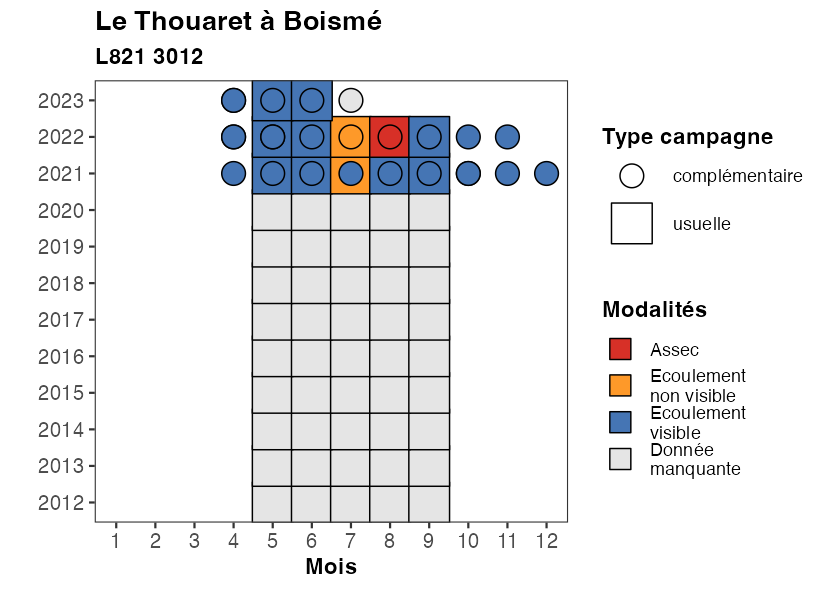 Le Thouaret à Boismé
L821 3012
2023
2022
2021
2020
2019
2018
2017
2016
2015
2014
2013
2012
1 2 3 4 5 6 7 8 9 10 11 12
Mois
Type campagne
complémentaire
usuelle
Modalités
Assec
Ecoulement
non visible
Ecoulement
visible
Donnée
manquante